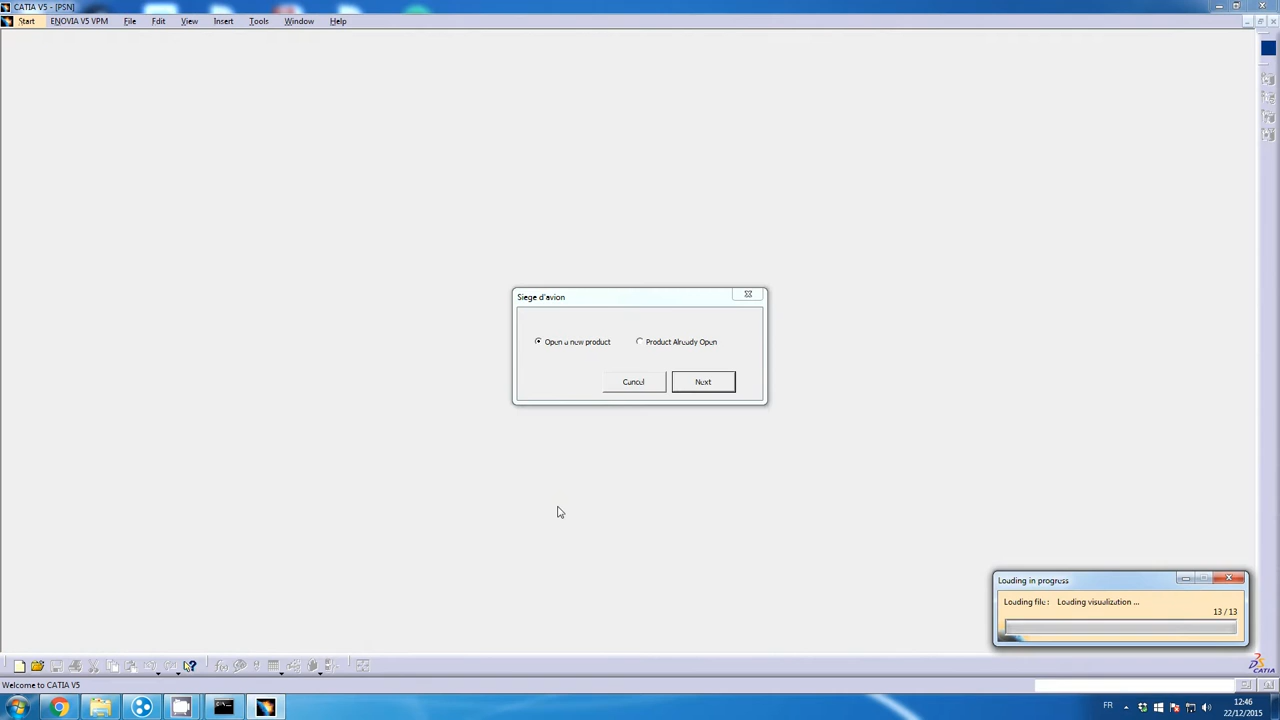 CATIA V5 - [PSN]
Start ENOVIA V5 VPM File Edit View Insert Tools Window Help
Siege d'avion
Open a new product Product Already Open
Cancel Next
Loading in progress
Loading file : Loading visualization ...
13 / 13
CATIA
Welcome to CATIA V5
FR 12:46
22/12/2015